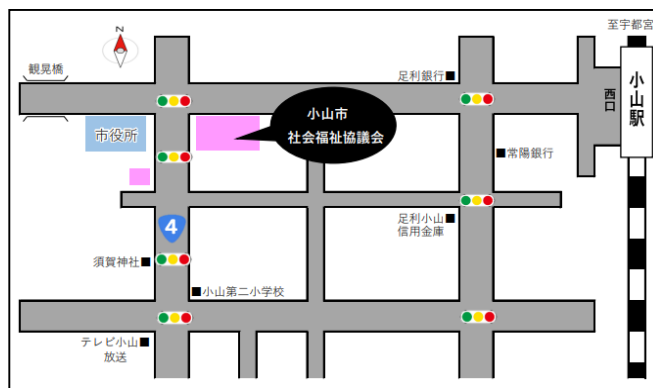 至宇都宮
N
観晃橋
足利銀行■
小山駅
西口
小山市
社会福祉協議会
市役所
■常陽銀行
足利小山■
信用金庫
4
須賀神社■
■小山第二小学校
テレビ小山■
放送